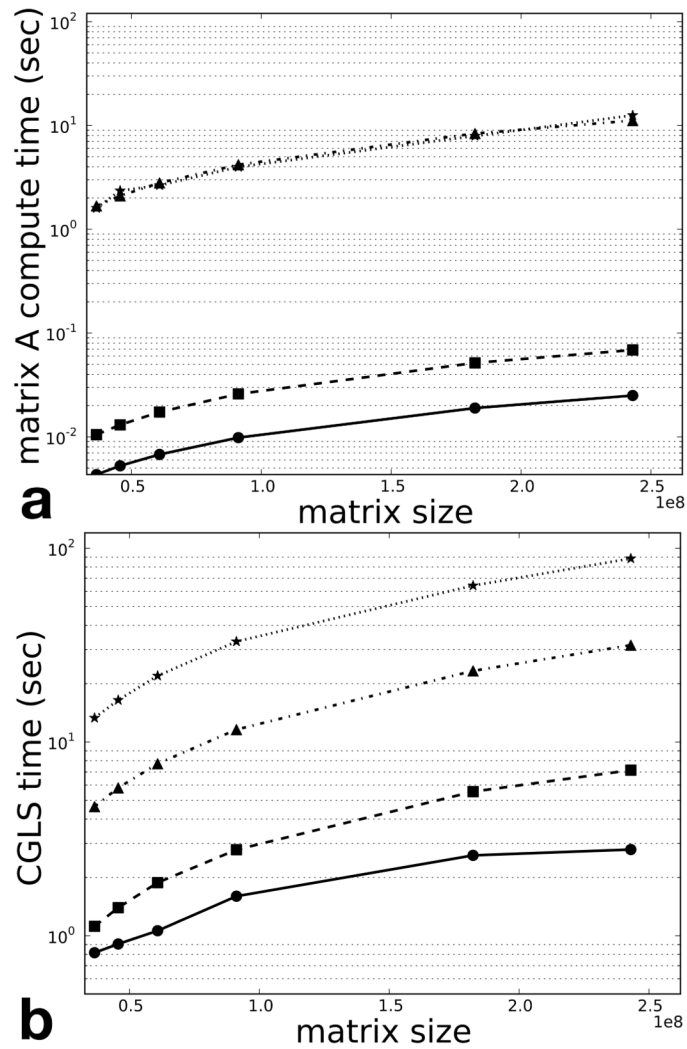 matrix A compute time (sec)
10^2
10^1
10^0
10^-1
10^-2
0.5 1.0 1.5 2.0 2.5
1e8
matrix size
a
CGLS time (sec)
10^2
10^1
10^0
0.5 1.0 1.5 2.0 2.5
1e8
matrix size
b